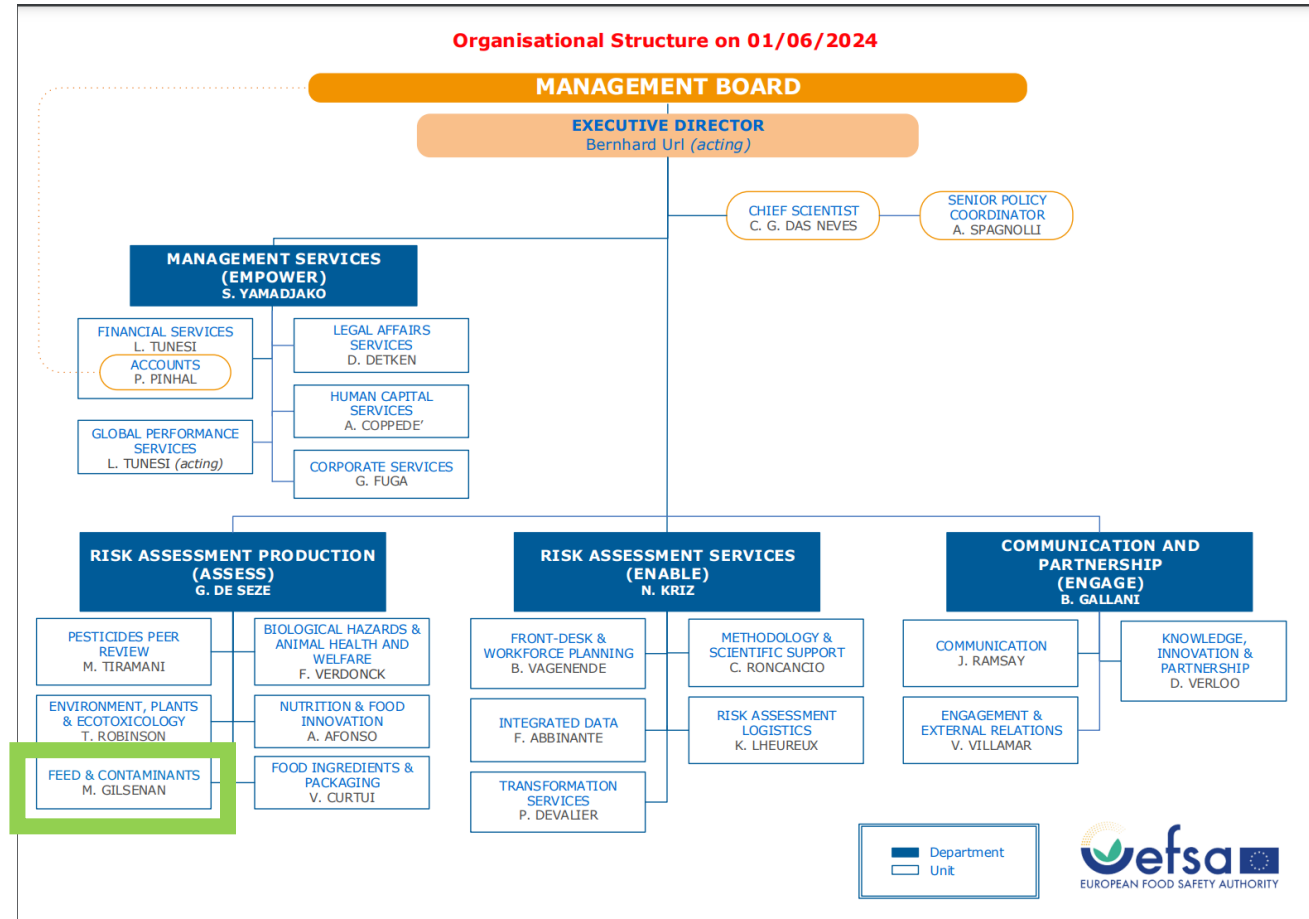 Organisational Structure on 01/06/2024
MANAGEMENT BOARD
EXECUTIVE DIRECTOR
Bernhard Url (acting)
CHIEF SCIENTIST
C. G. DAS NEVES
SENIOR POLICY
COORDINATOR
A. SPAGNOLLI
MANAGEMENT SERVICES
(EMPOWER)
S. YAMADJAKO
FINANCIAL SERVICES
L. TUNESI
ACCOUNTS
P. PINHAL
LEGAL AFFAIRS
SERVICES
D. DETKEN
HUMAN CAPITAL
SERVICES
A. COPPEDE’
GLOBAL PERFORMANCE
SERVICES
L. TUNESI (acting)
CORPORATE SERVICES
G. FUGA
RISK ASSESSMENT PRODUCTION
(ASSESS)
G. DE SEZE
PESTICIDES PEER
REVIEW
M. TIRAMANI
BIOLOGICAL HAZARDS &
ANIMAL HEALTH AND
WELFARE
F. VERDONCK
ENVIRONMENT, PLANTS
& ECOTOXICOLOGY
T. ROBINSON
NUTRITION & FOOD
INNOVATION
A. AFONSO
FEED & CONTAMINANTS
M. GILSENAN
FOOD INGREDIENTS &
PACKAGING
V. CURTUI
RISK ASSESSMENT SERVICES
(ENABLE)
N. KRIZ
FRONT-DESK &
WORKFORCE PLANNING
B. VAGENENDE
METHODOLOGY &
SCIENTIFIC SUPPORT
C. RONCANCIO
INTEGRATED DATA
F. ABBINANTE
RISK ASSESSMENT
LOGISTICS
K. LHEUREUX
TRANSFORMATION
SERVICES
P. DEVALIER
COMMUNICATION AND
PARTNERSHIP
(ENGAGE)
B. GALLANI
COMMUNICATION
J. RAMSAY
KNOWLEDGE,
INNOVATION &
PARTNERSHIP
D. VERLOO
ENGAGEMENT &
EXTERNAL RELATIONS
V. VILLAMAR
Department
Unit
efsa
EUROPEAN FOOD SAFETY AUTHORITY